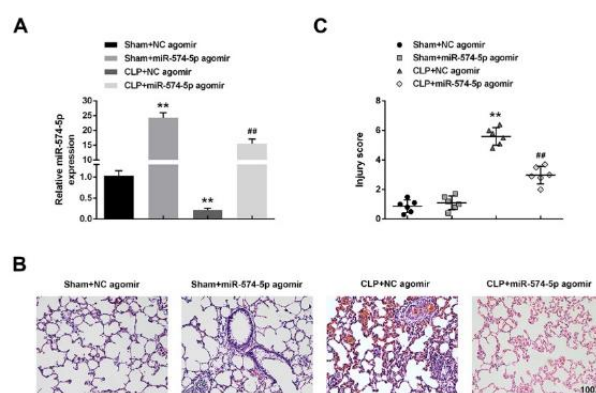 A
Sham+NC agomir
Sham+miR-574-5p agomir
CLP+NC agomir
CLP+miR-574-5p agomir
Relative miR-574-5p
expression
30
25
20
15
10
5
1.0
0.5
0.0
**
**
##
C
Sham+NC agomir
Sham+miR-574-5p agomir
CLP+NC agomir
CLP+miR-574-5p agomir
Injury score
8
6
4
2
0
**
##
B
Sham+NC agomir
Sham+miR-574-5p agomir
CLP+NC agomir
CLP+miR-574-5p agomir
100